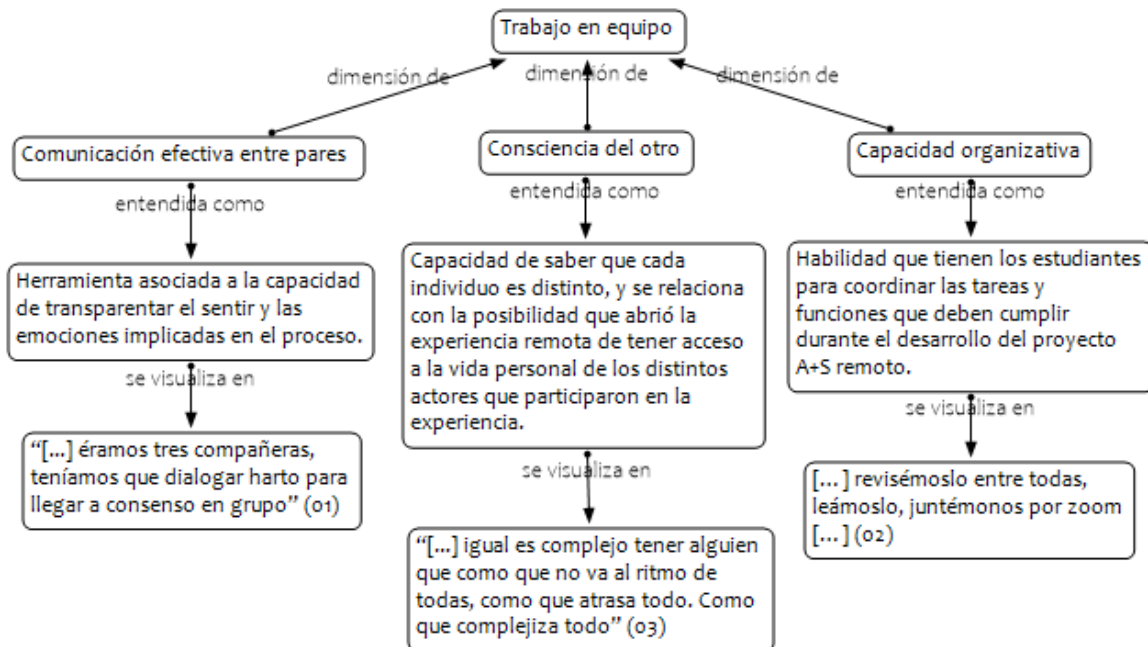 Trabajo en equipo
dimensión de
dimensión de
dimensión de
Comunicación efectiva entre pares
Consciencia del otro
Capacidad organizativa
entendida como
entendida como
entendida como
Herramienta asociada a la capacidad
de transparentar el sentir y las
emociones implicadas en el proceso.
Capacidad de saber que cada
individuo es distinto, y se relaciona
con la posibilidad que abrió la
experiencia remota de tener acceso
a la vida personal de los distintos
actores que participaron en la
experiencia.
Habilidad que tienen los estudiantes
para coordinar las tareas y
funciones que deben cumplir
durante el desarrollo del proyecto
A+S remoto.
se visualiza en
se visualiza en
se visualiza en
“[...] éramos tres compañeras,
teníamos que dialogar harto para
llegar a consenso en grupo” (01)
“[...] igual es complejo tener alguien
que como que no va al ritmo de
todas, como que atrasa todo. Como
que complejiza todo” (03)
[...] revisémoslo entre todas,
leámoslo, juntémonos por zoom
[...] (02)